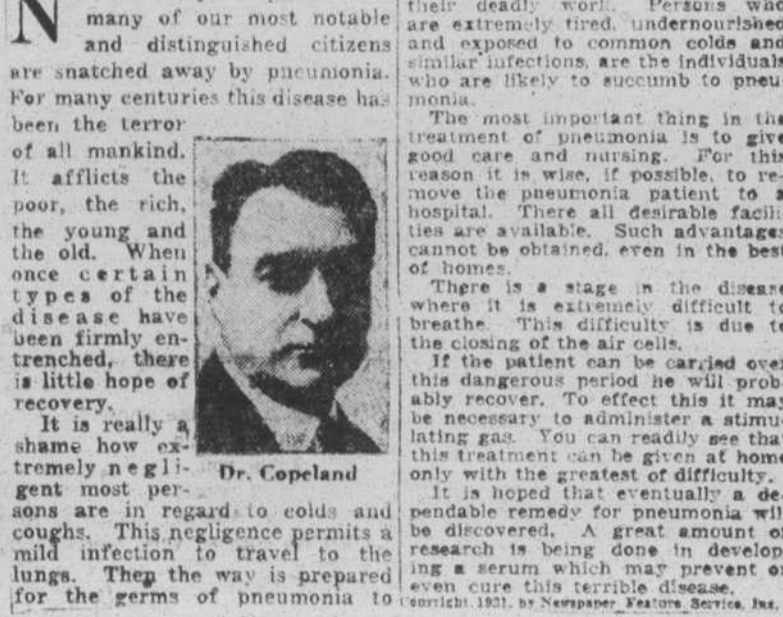 N
many of our most notable
and distinguished citizens
are snatched away by pneumonia.
For many centuries this disease has
been the terror
of all mankind.
It afflicts the
poor, the rich,
the young and
the old. When
once certain
types of the
disease have
been firmly en-
trenched, there
is little hope of
recovery.
It is really a
shame how ex-
tremely negli-
gent most per-
sons are in regard to colds and
coughs. This negligence permits a
mild infection to travel to the
lungs. Then the way is prepared
for the germs of pneumonia to
Dr. Copeland
their deadly work. Persons who
are extremely tired, undernourished
and exposed to common colds and
similar infections, are the individuals
who are likely to succumb to pneu
monia.
The most important thing in the
treatment of pneumonia is to give
good care and nursing. For this
reason it is wise, if possible, to re-
move the pneumonia patient to a
hospital. There all desirable facili
ties are available. Such advantages
cannot be obtained, even in the best
of homes.
There is a stage in the disease
where it is extremely difficult to
breathe. This difficulty is due to
the closing of the air cells.
If the patient can be carried over
this dangerous period he will prob
ably recover. To effect this it may
be necessary to administer a stimu
lating gas. You can readily see that
this treatment can be given at home
only with the greatest of difficulty.
It is hoped that eventually a de
pendable remedy for pneumonia will
be discovered. A great amount of
research is being done in develop
ing a serum which may prevent or
even cure this terrible disease.
Copyright, 1931, by Newspaper Feature Service, Inc.